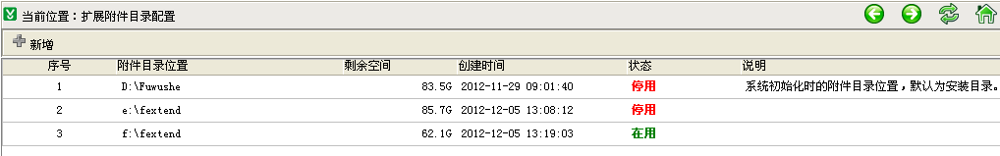 当前位置：扩展附件目录配置
新增
序号 附件目录位置 剩余空间 创建时间 状态 说明
1 D:\Fuwushe 83.5G 2012-11-29 09:01:40 停用 系统初始化时的附件目录位置，默认为安装目录。
2 e:\fextend 85.7G 2012-12-05 13:08:12 停用
3 f:\fextend 62.1G 2012-12-05 13:19:03 在用